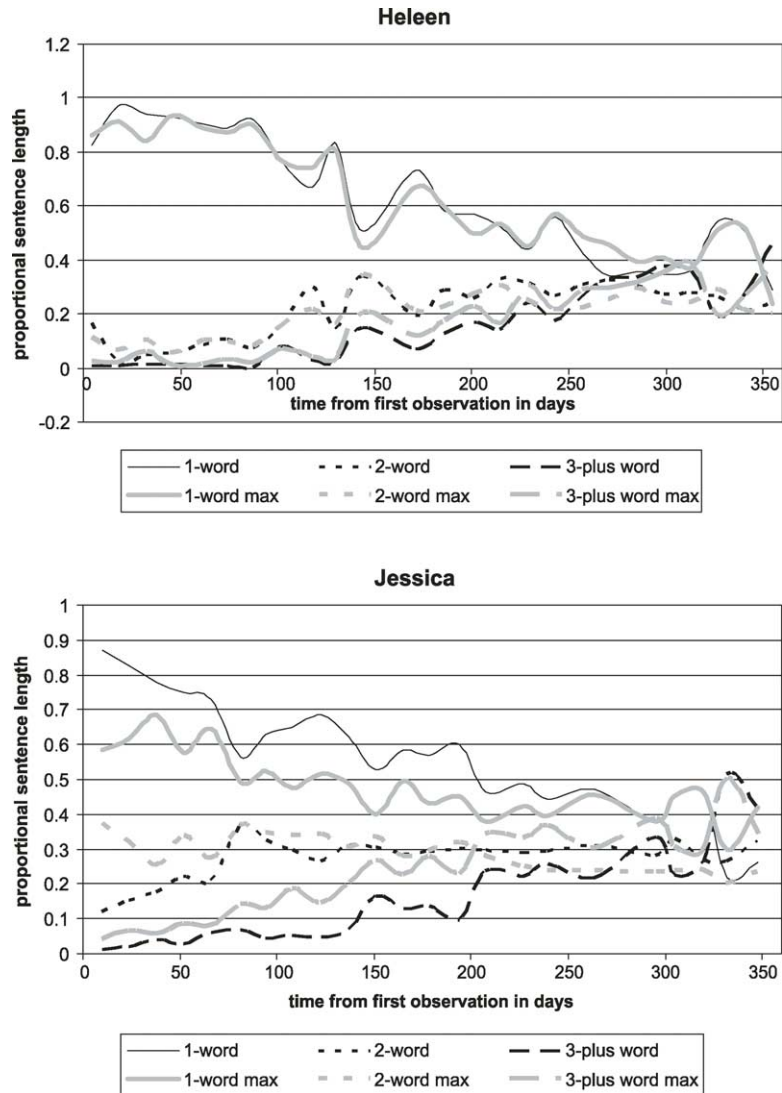 Heleen
1.2
1
0.8
0.6
0.4
0.2
0
-0.2
proportional sentence length
50
100
150
200
250
300
350
time from first observation in days
1-word
2-word
3-plus word
1-word max
2-word max
3-plus word max
Jessica
1
0.9
0.8
0.7
0.6
0.5
0.4
0.3
0.2
0.1
0
proportional sentence length
0
50
100
150
200
250
300
350
time from first observation in days
1-word
2-word
3-plus word
1-word max
2-word max
3-plus word max